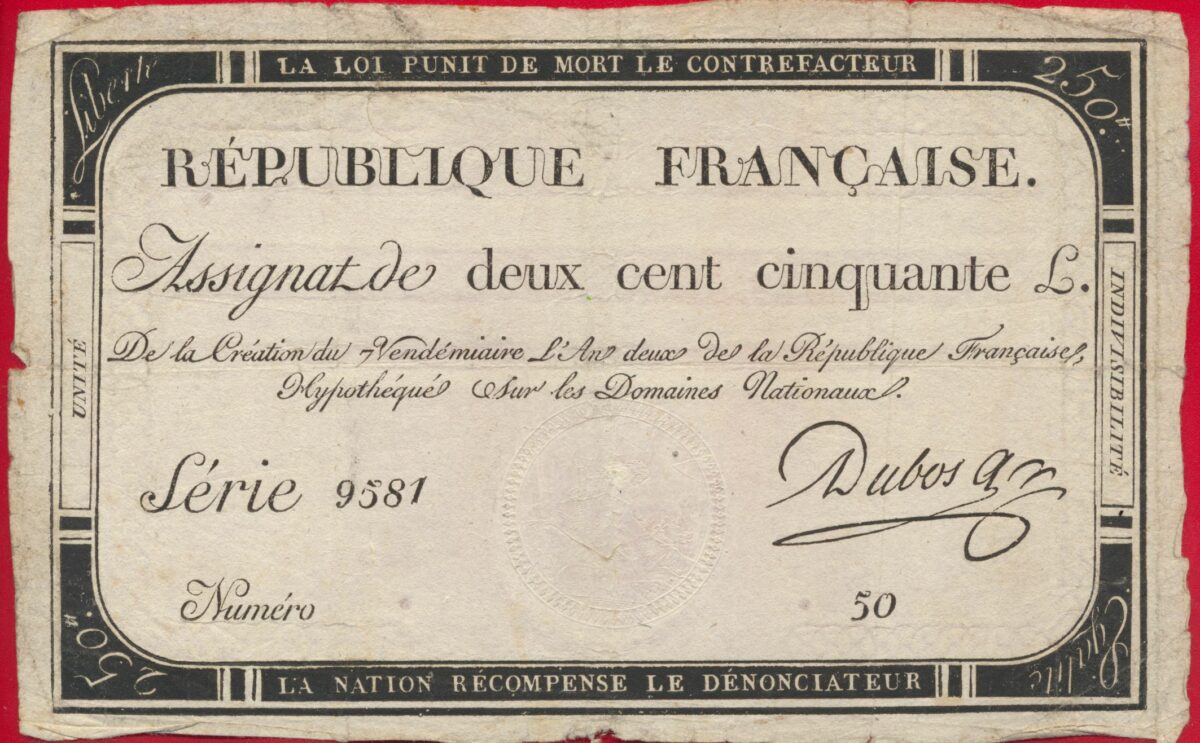 LA LOI PUNIT DE MORT LE CONTREFACTEUR
Liberté
250.#
RÉPUBLIQUE FRANÇAISE.
Assignat de deux cent cinquante L.
De la Création du 7 Vendémiaire L'An deux de la République Française,
Hypothéqué Sur les Domaines Nationaux.
UNITÉ
INDIVISIBILITÉ
Série 9581
Dubosq
Numéro 50
250.#
Egalité
LA NATION RÉCOMPENSE LE DÉNONCIATEUR